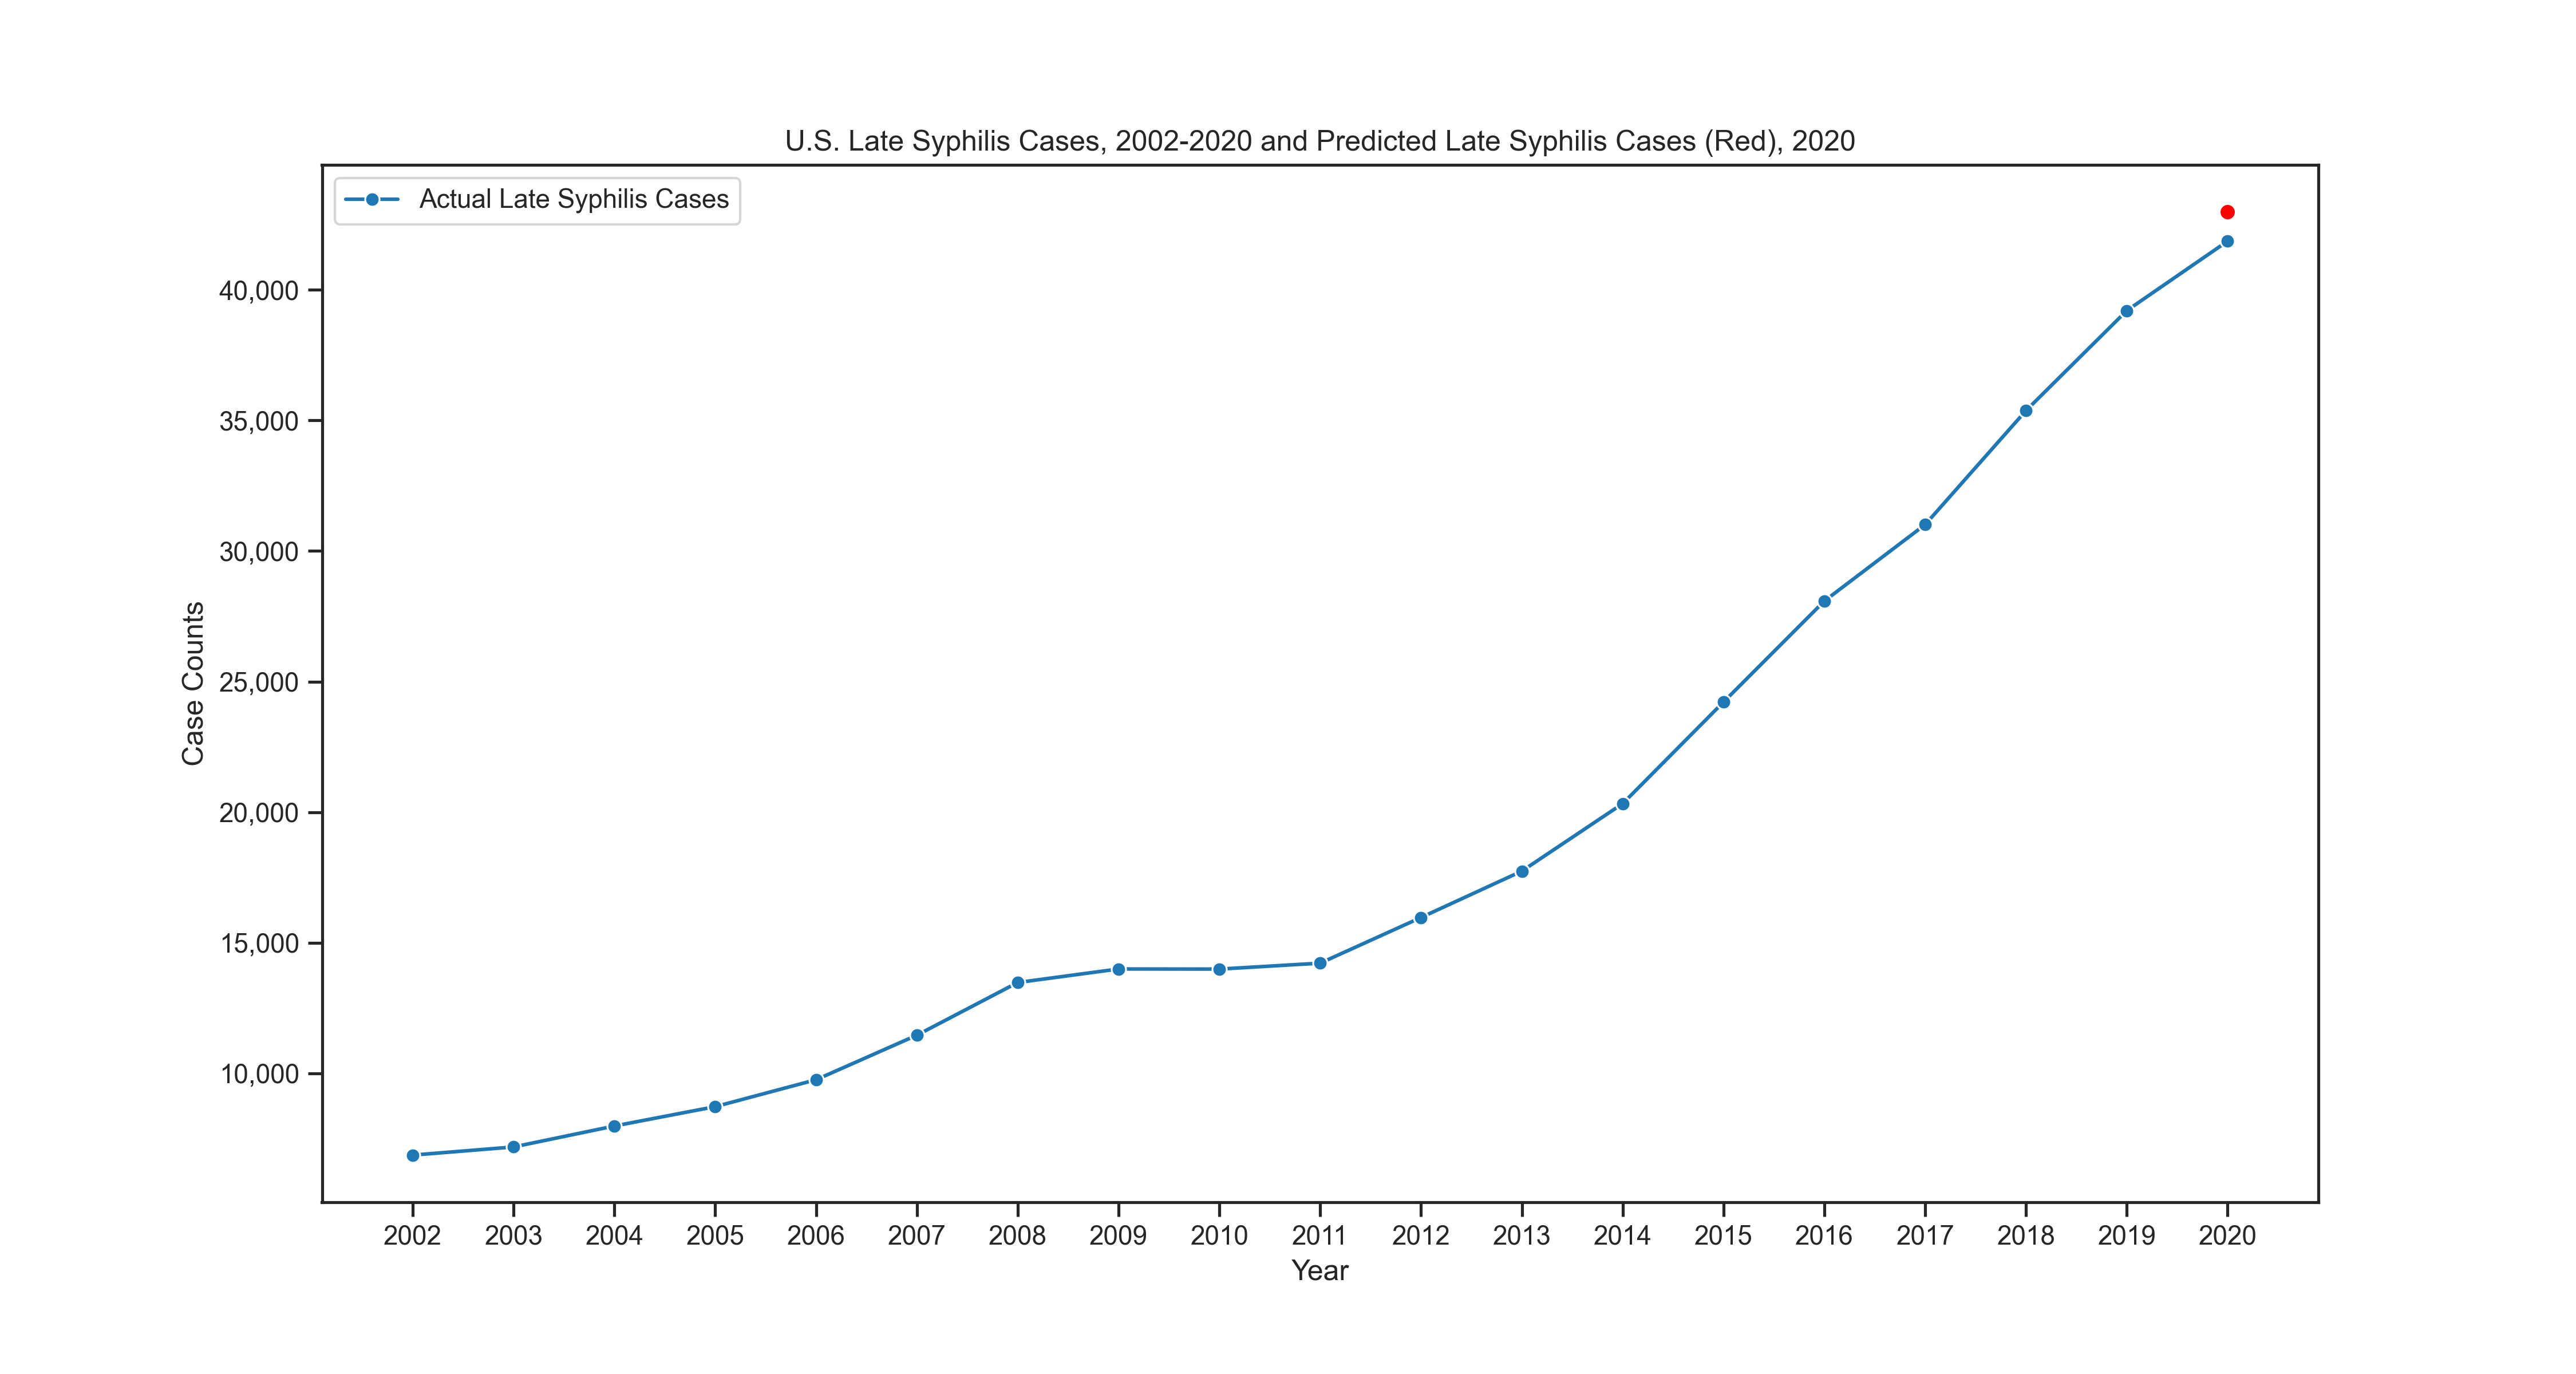 U.S. Late Syphilis Cases, 2002-2020 and Predicted Late Syphilis Cases (Red), 2020
Actual Late Syphilis Cases
40,000
35,000
30,000
25,000
20,000
15,000
10,000
Case Counts
2002 2003 2004 2005 2006 2007 2008 2009 2010 2011 2012 2013 2014 2015 2016 2017 2018 2019 2020
Year